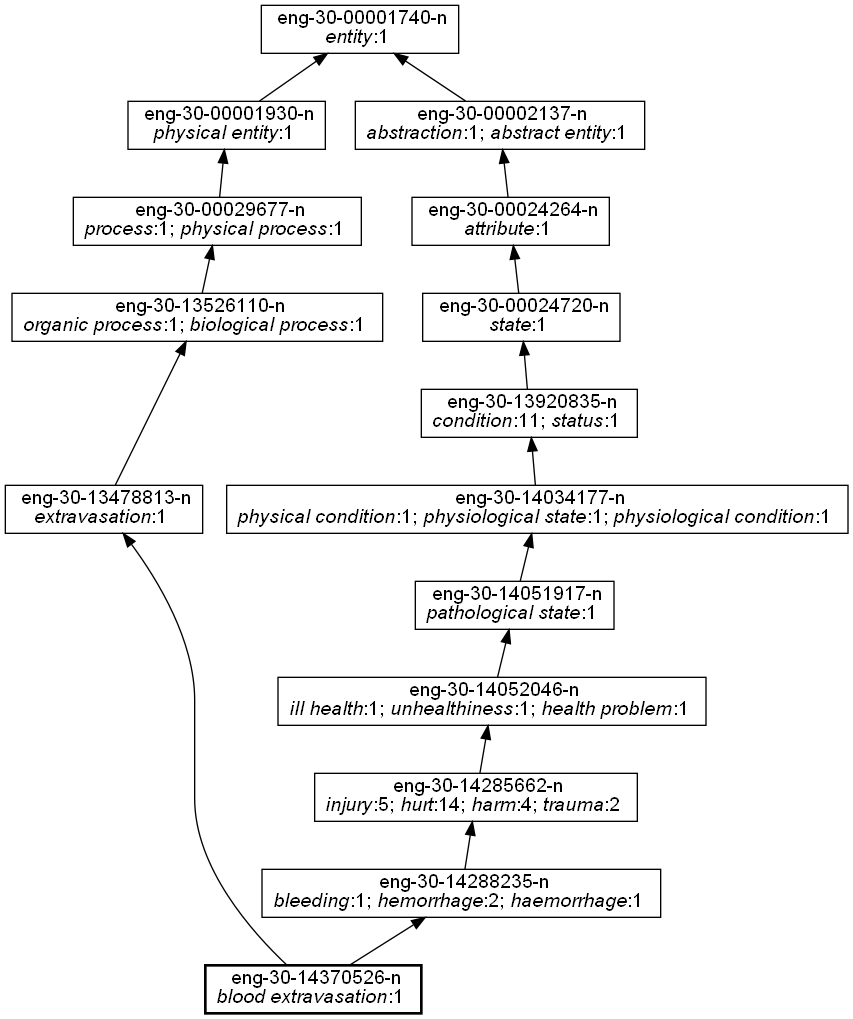 eng-30-00001740-n
entity:1
eng-30-00001930-n
physical entity:1
eng-30-00002137-n
abstraction:1; abstract entity:1
eng-30-00029677-n
process:1; physical process:1
eng-30-00024264-n
attribute:1
eng-30-13526110-n
organic process:1; biological process:1
eng-30-00024720-n
state:1
eng-30-13920835-n
condition:11; status:1
eng-30-13478813-n
extravasation:1
eng-30-14034177-n
physical condition:1; physiological state:1; physiological condition:1
eng-30-14051917-n
pathological state:1
eng-30-14052046-n
ill health:1; unhealthiness:1; health problem:1
eng-30-14285662-n
injury:5; hurt:14; harm:4; trauma:2
eng-30-14288235-n
bleeding:1; hemorrhage:2; haemorrhage:1
eng-30-14370526-n
blood extravasation:1